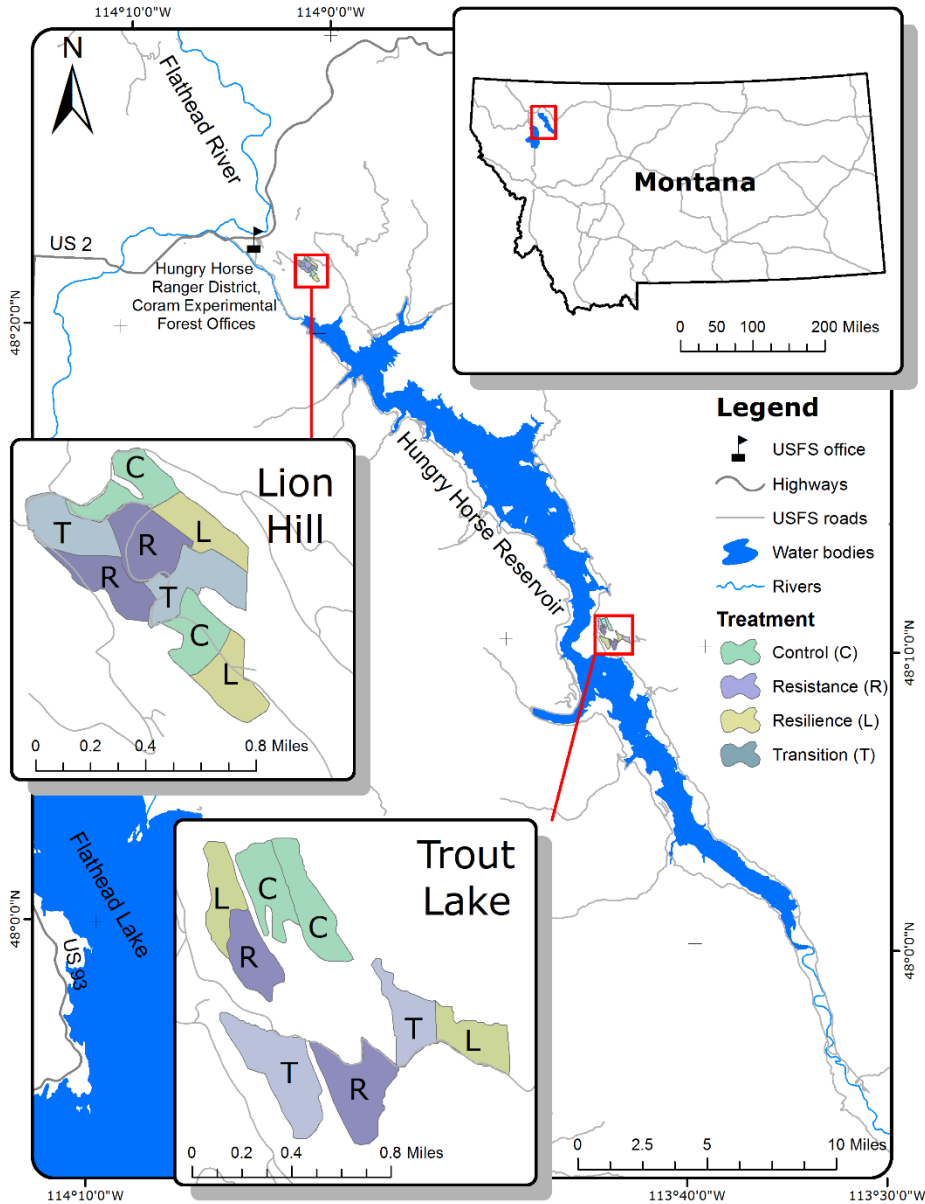 114°10'0"W
114°0'0"W
N
Flathead River
US 2
Hungry Horse
Ranger District,
Coram Experimental
Forest Offices
48°20'0"N
Montana
0 50 100 200 Miles
Legend
USFS office
Highways
USFS roads
Water bodies
Rivers
Treatment
Control (C)
Resistance (R)
Resilience (L)
Transition (T)
Hungry Horse Reservoir
48°10'0"N
Lion
Hill
C
T
R
L
R
T
C
L
0 0.2 0.4 0.8 Miles
Flathead Lake
US 93
48°0'0"N
Trout
Lake
L
C
C
R
T
L
T
R
0 0.2 0.4 0.8 Miles
48°0'0"N
0 2.5 5 10 Miles
114°10'0"W
113°40'0"W
113°30'0"W